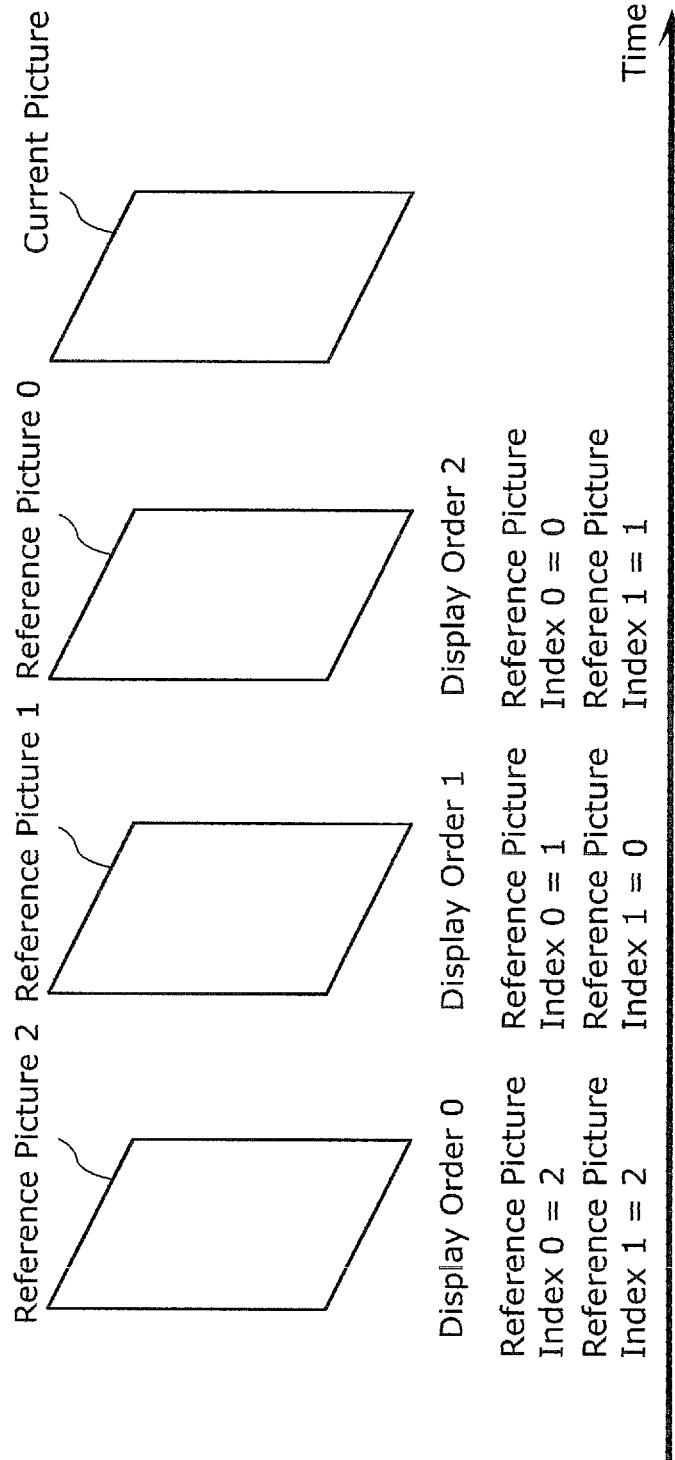 Reference Picture 2
Reference Picture 1
Reference Picture 0
Current Picture
Display Order 0
Reference Picture
Index 0 = 2
Reference Picture
Index 1 = 2
Display Order 1
Reference Picture
Index 0 = 1
Reference Picture
Index 1 = 0
Display Order 2
Reference Picture
Index 0 = 0
Reference Picture
Index 1 = 1
Time